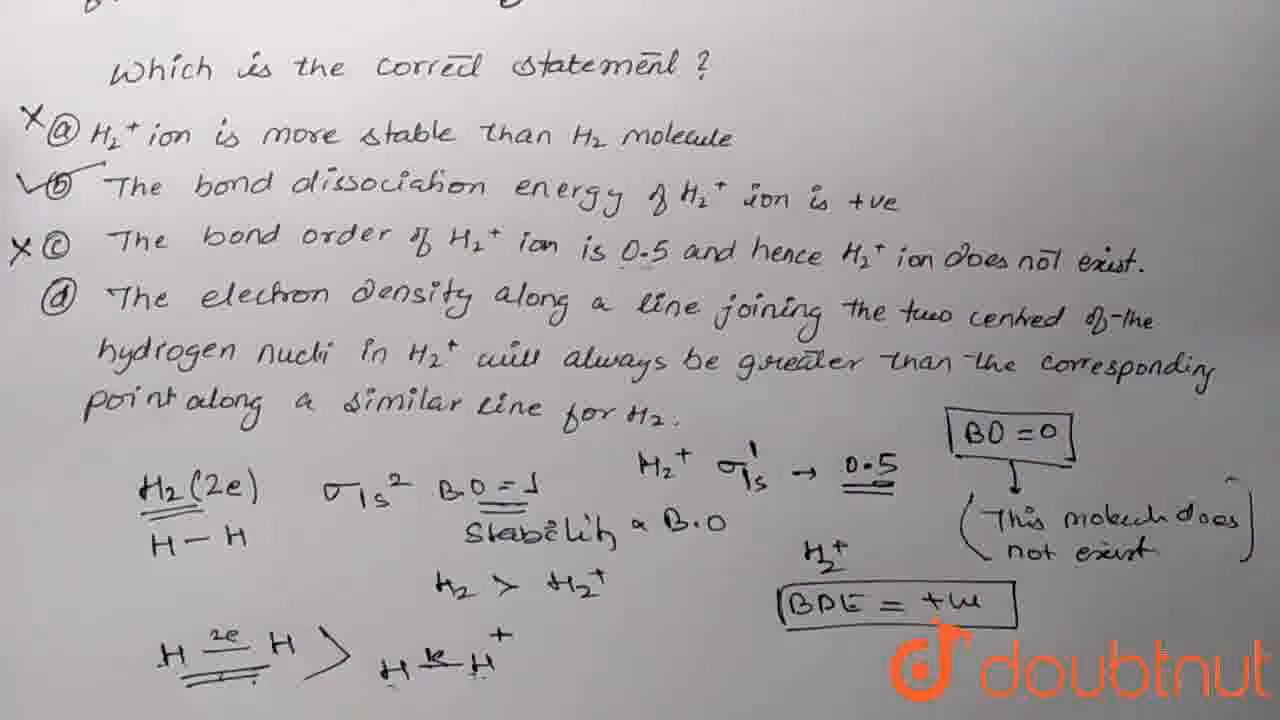 Which is the correct statement?
× ⓐ H₂⁺ ion is more stable than H₂ molecule
✓ ⓑ The bond dissociation energy of H₂⁺ ion is +ve
× ⓒ The bond order of H₂⁺ ion is 0.5 and hence H₂⁺ ion does not exist.
ⓓ The electron density along a line joining the two centred of the
hydrogen nucli in H₂⁺ will always be greater than the corresponding
point along a similar line for H₂.
H₂ (2e) σ1s² B.O = 1
H₂⁺ σ1s¹ → 0.5
BO = 0
H – H
Stability α B.O
(This molecule does
not exist)
H₂ > H₂⁺
H₂⁺
BDE = +ve
H 2e H > H – H⁺
doubtnut